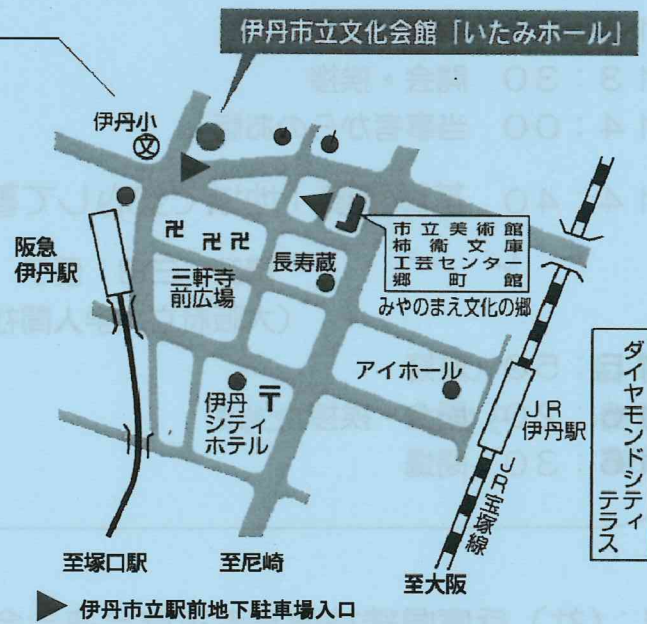 伊丹市立文化会館「いたみホール」
伊丹小
文
阪急
伊丹駅
卍 卍 卍
三軒寺
前広場
長寿蔵
市立美術館
柿衞文庫
工芸センター
郷町館
みやのまえ文化の郷
アイホール
伊丹
シティ
ホテル
〒
JR
伊丹駅
JR宝塚線
ダイヤモンドシティ
テラス
至塚口駅
至尼崎
至大阪
伊丹市立駅前地下駐車場入口